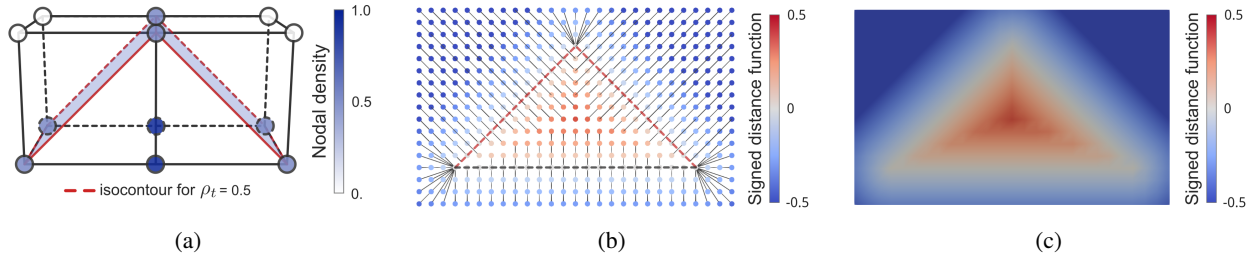 1.0
0.5
0.
Nodal density
isocontour for ρt = 0.5
(a)
0.5
0
-0.5
Signed distance function
(b)
0.5
0
-0.5
Signed distance function
(c)